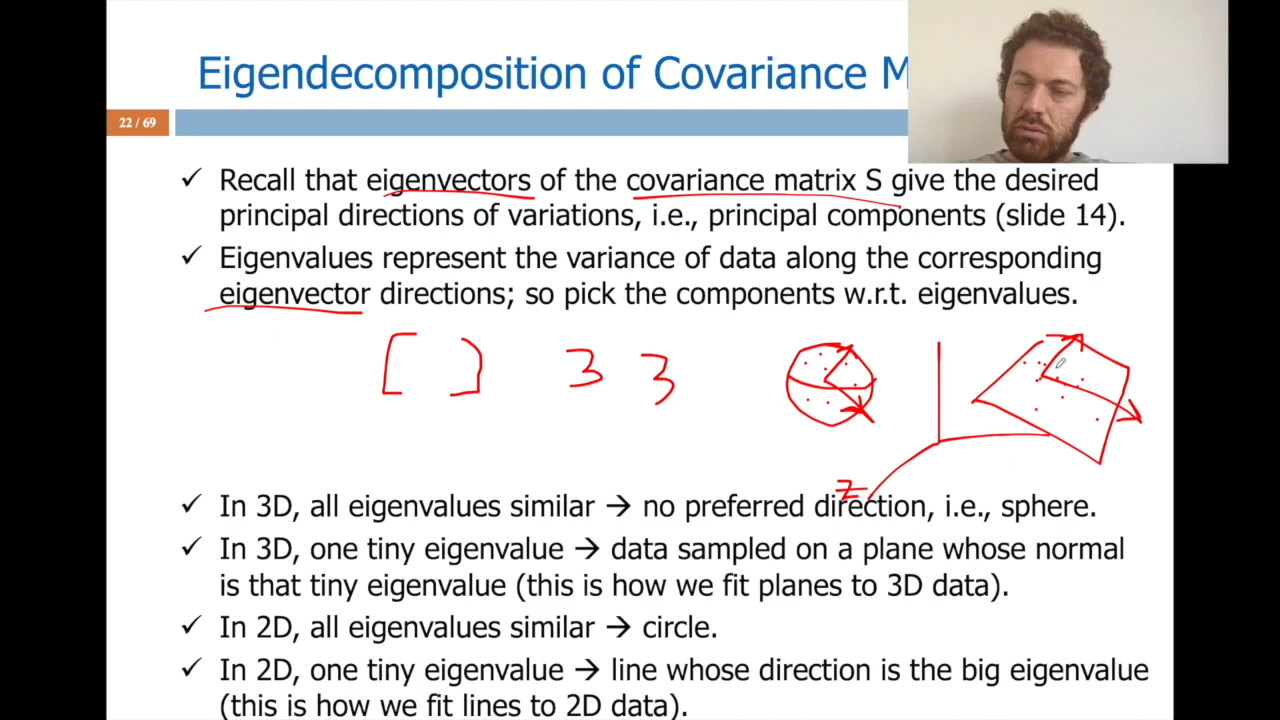 Eigendecomposition of Covariance M
22 / 69
✓ Recall that eigenvectors of the covariance matrix S give the desired
principal directions of variations, i.e., principal components (slide 14).
✓ Eigenvalues represent the variance of data along the corresponding
eigenvector directions; so pick the components w.r.t. eigenvalues.
[ ] 3 3
z
✓ In 3D, all eigenvalues similar → no preferred direction, i.e., sphere.
✓ In 3D, one tiny eigenvalue → data sampled on a plane whose normal
is that tiny eigenvalue (this is how we fit planes to 3D data).
✓ In 2D, all eigenvalues similar → circle.
✓ In 2D, one tiny eigenvalue → line whose direction is the big eigenvalue
(this is how we fit lines to 2D data).